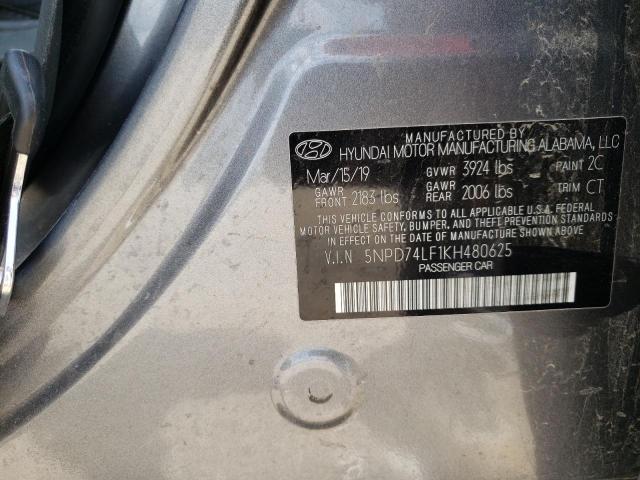 MANUFACTURED BY
HYUNDAI MOTOR MANUFACTURING ALABAMA, LLC
Mar/15/19 GVWR 3924 lbs PAINT 2C
GAWR FRONT 2183 lbs GAWR REAR 2006 lbs TRIM CT
THIS VEHICLE CONFORMS TO ALL APPLICABLE U.S.A. FEDERAL
MOTOR VEHICLE SAFETY, BUMPER, AND THEFT PREVENTION STANDARDS
IN EFFECT ON THE DATE OF MANUFACTURE SHOWN ABOVE
V.I.N 5NPD74LF1KH480625
PASSENGER CAR